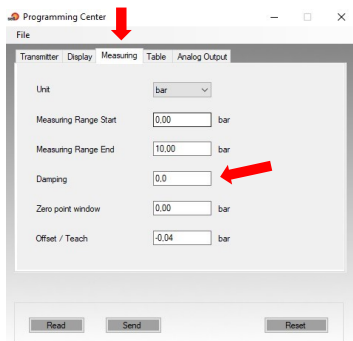 Programming Center
File
Transmitter Display Measuring Table Analog Output
Unit bar
Measuring Range Start 0,00 bar
Measuring Range End 10,00 bar
Damping 0,0
Zero point window 0,00 bar
Offset / Teach -0,04 bar
Read Send Reset